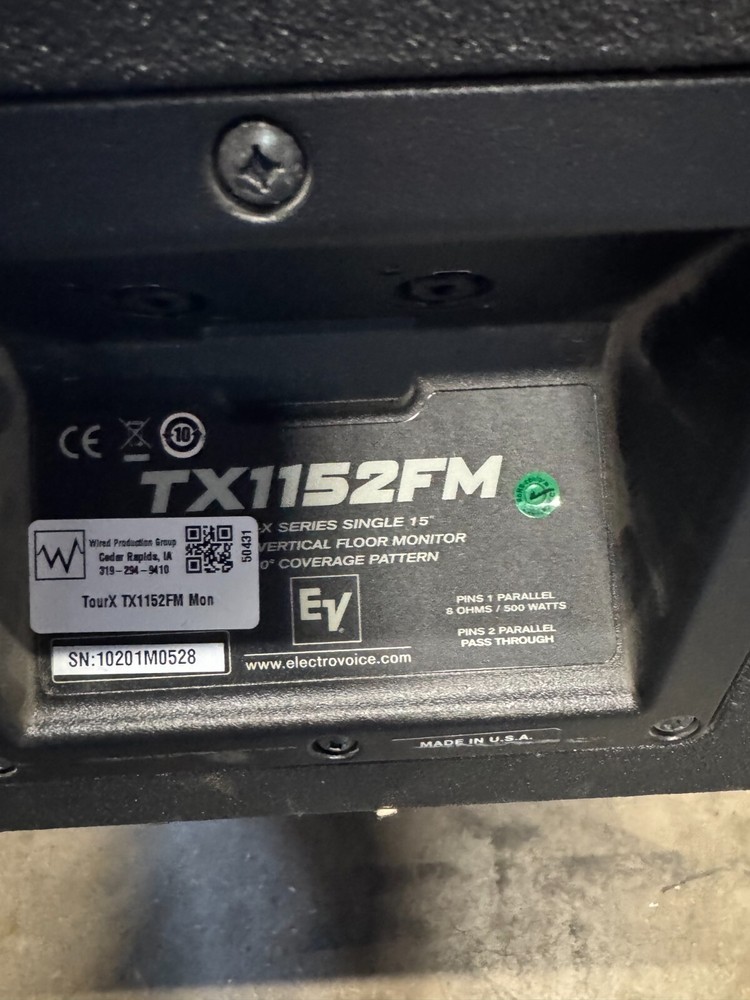 CE
10
TX1152FM
-X SERIES SINGLE 15"
VERTICAL FLOOR MONITOR
0° COVERAGE PATTERN
Wired Production Group
Cedar Rapids, IA
319-294-9410
50431
TourX TX1152FM Mon
EV
PINS 1 PARALLEL
8 OHMS / 500 WATTS
PINS 2 PARALLEL
PASS THROUGH
SN:10201M0528
www.electrovoice.com
MADE IN U.S.A.